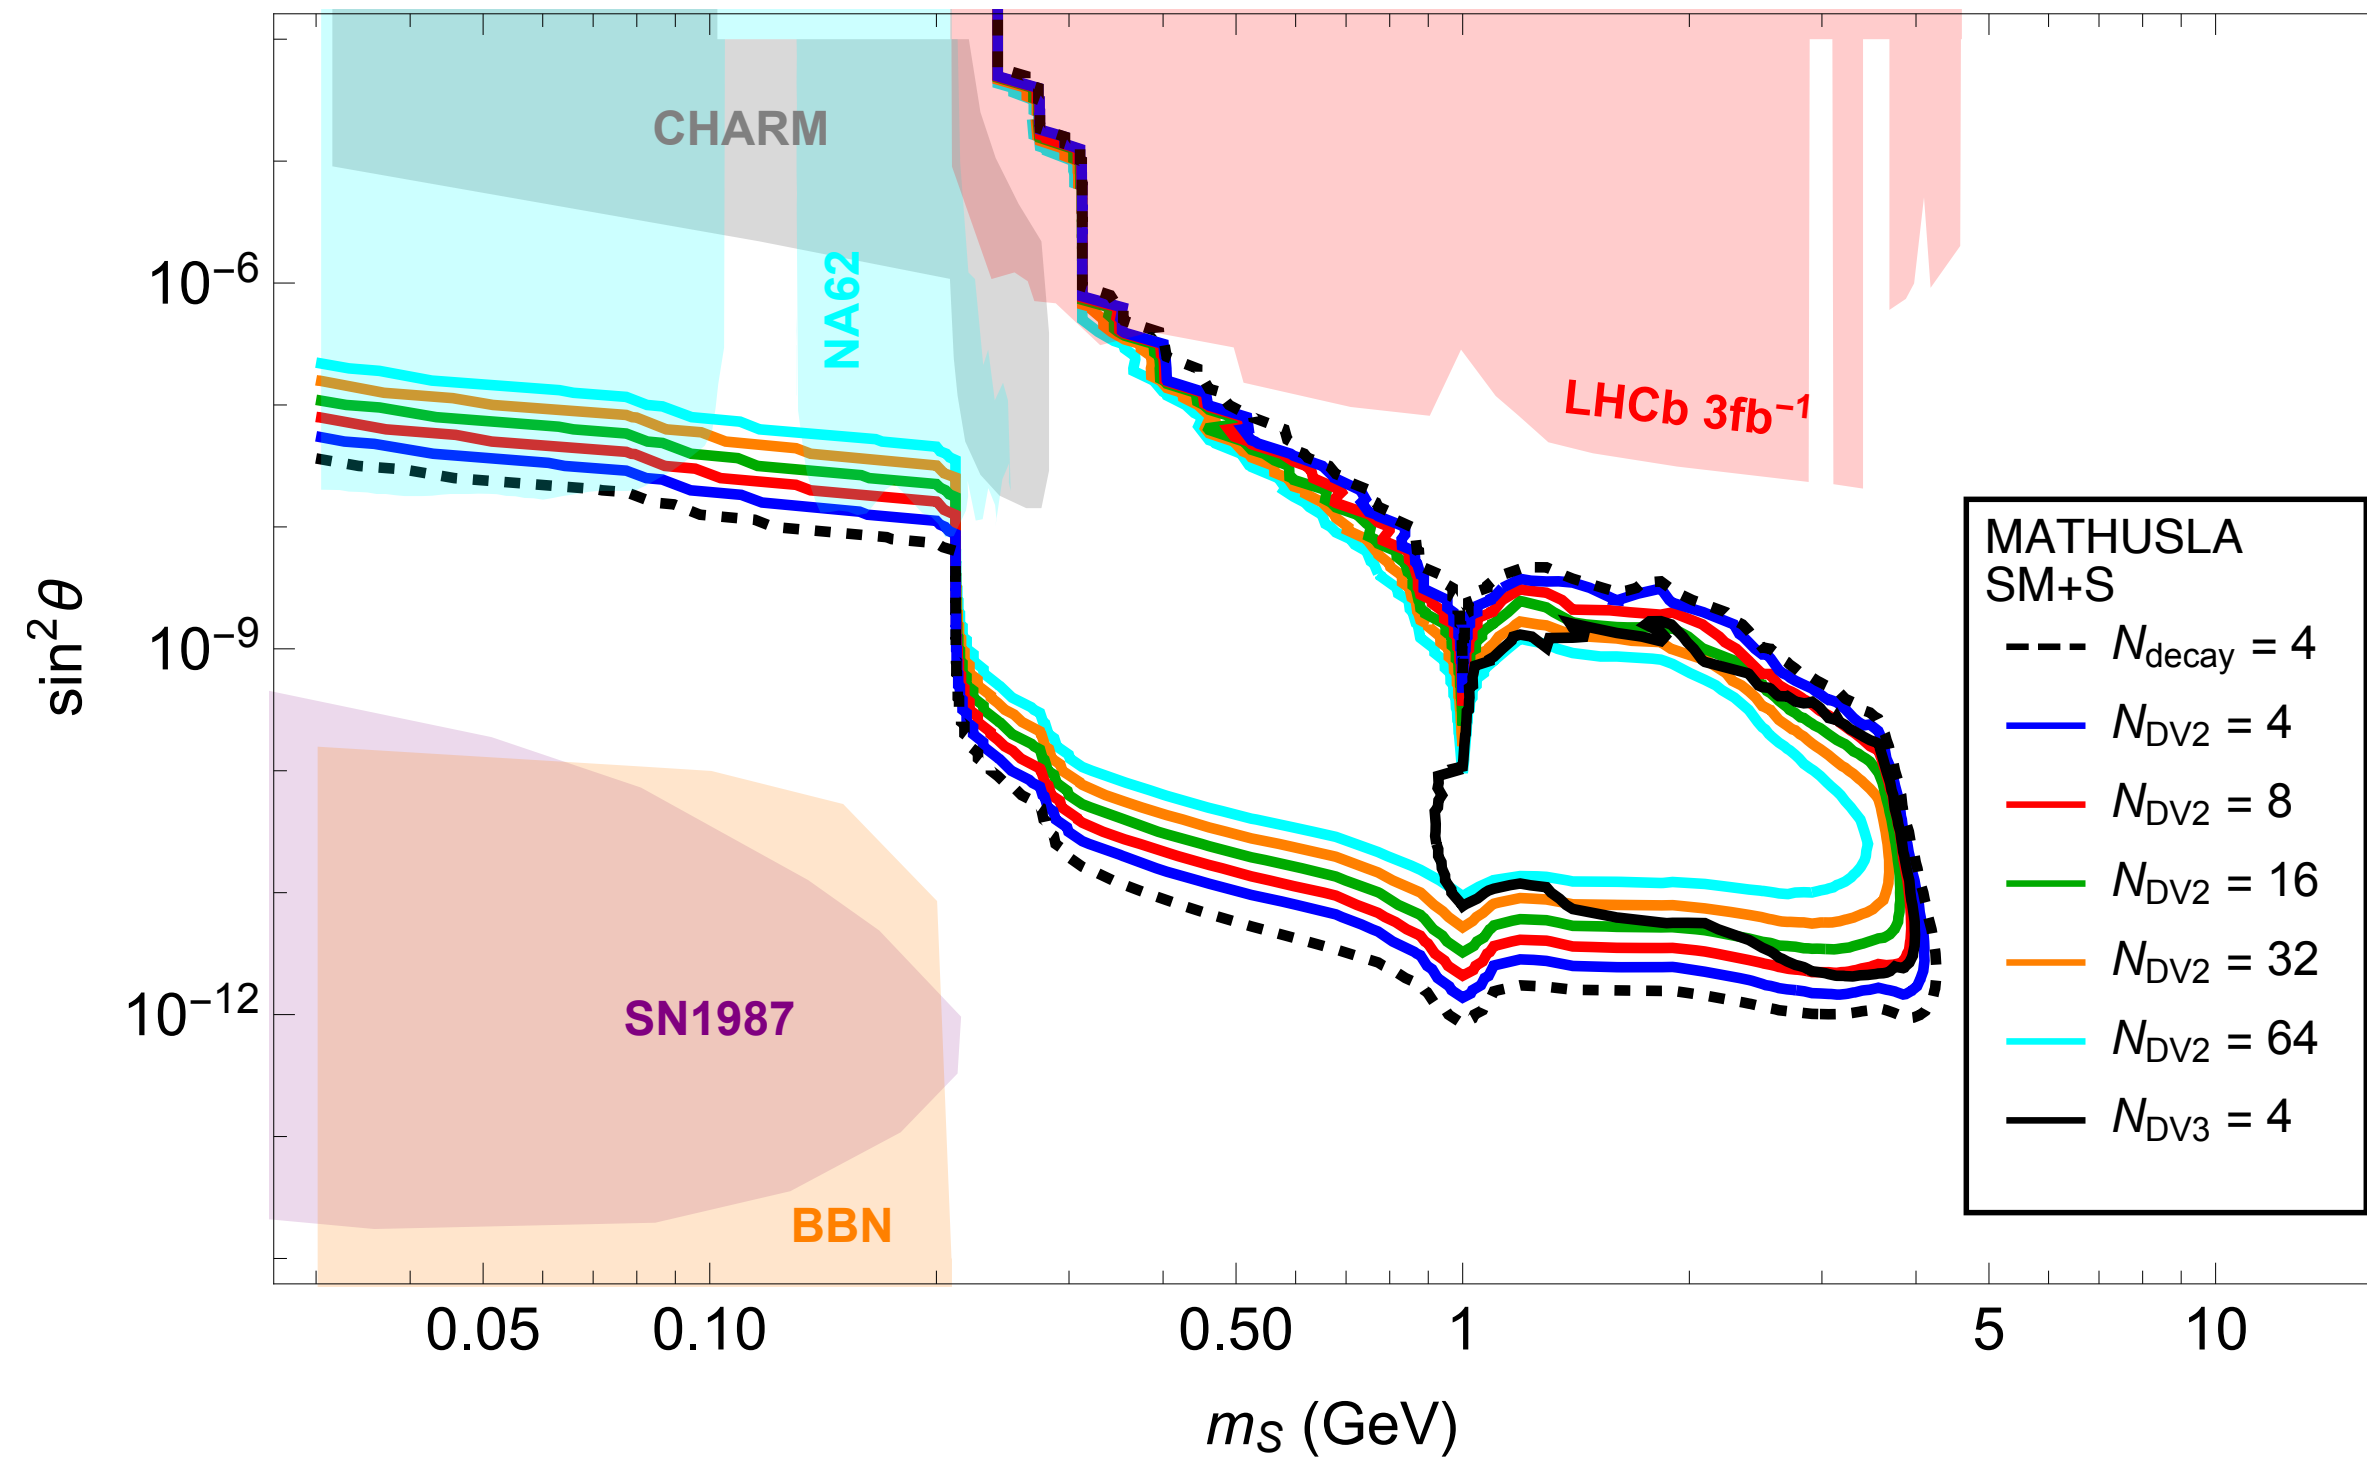 CHARM
NA62
LHCb 3fb⁻¹
SN1987
BBN
10⁻⁶
10⁻⁹
10⁻¹²
sin² θ
0.05
0.10
0.50
1
5
10
m_S (GeV)
MATHUSLA
SM+S
N_decay = 4
N_DV2 = 4
N_DV2 = 8
N_DV2 = 16
N_DV2 = 32
N_DV2 = 64
N_DV3 = 4